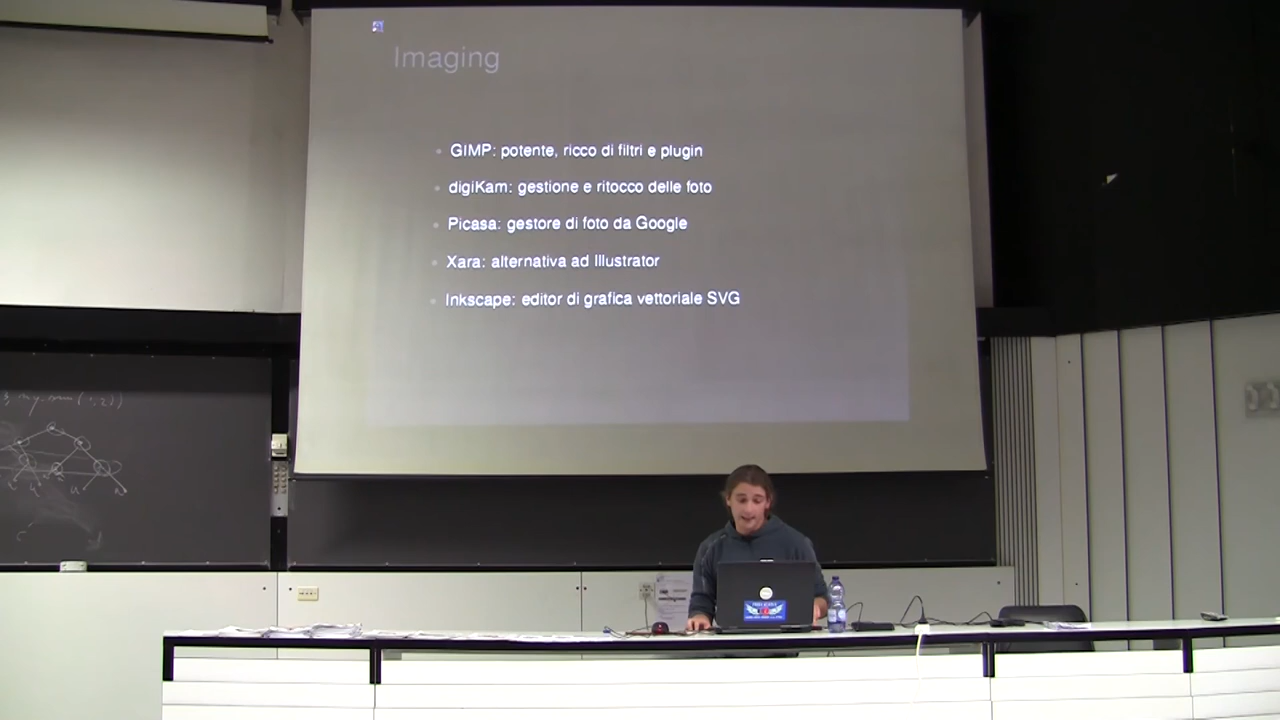 Imaging
GIMP: potente, ricco di filtri e plugin
digiKam: gestione e ritocco delle foto
Picasa: gestore di foto da Google
Xara: alternativa ad Illustrator
Inkscape: editor di grafica vettoriale SVG